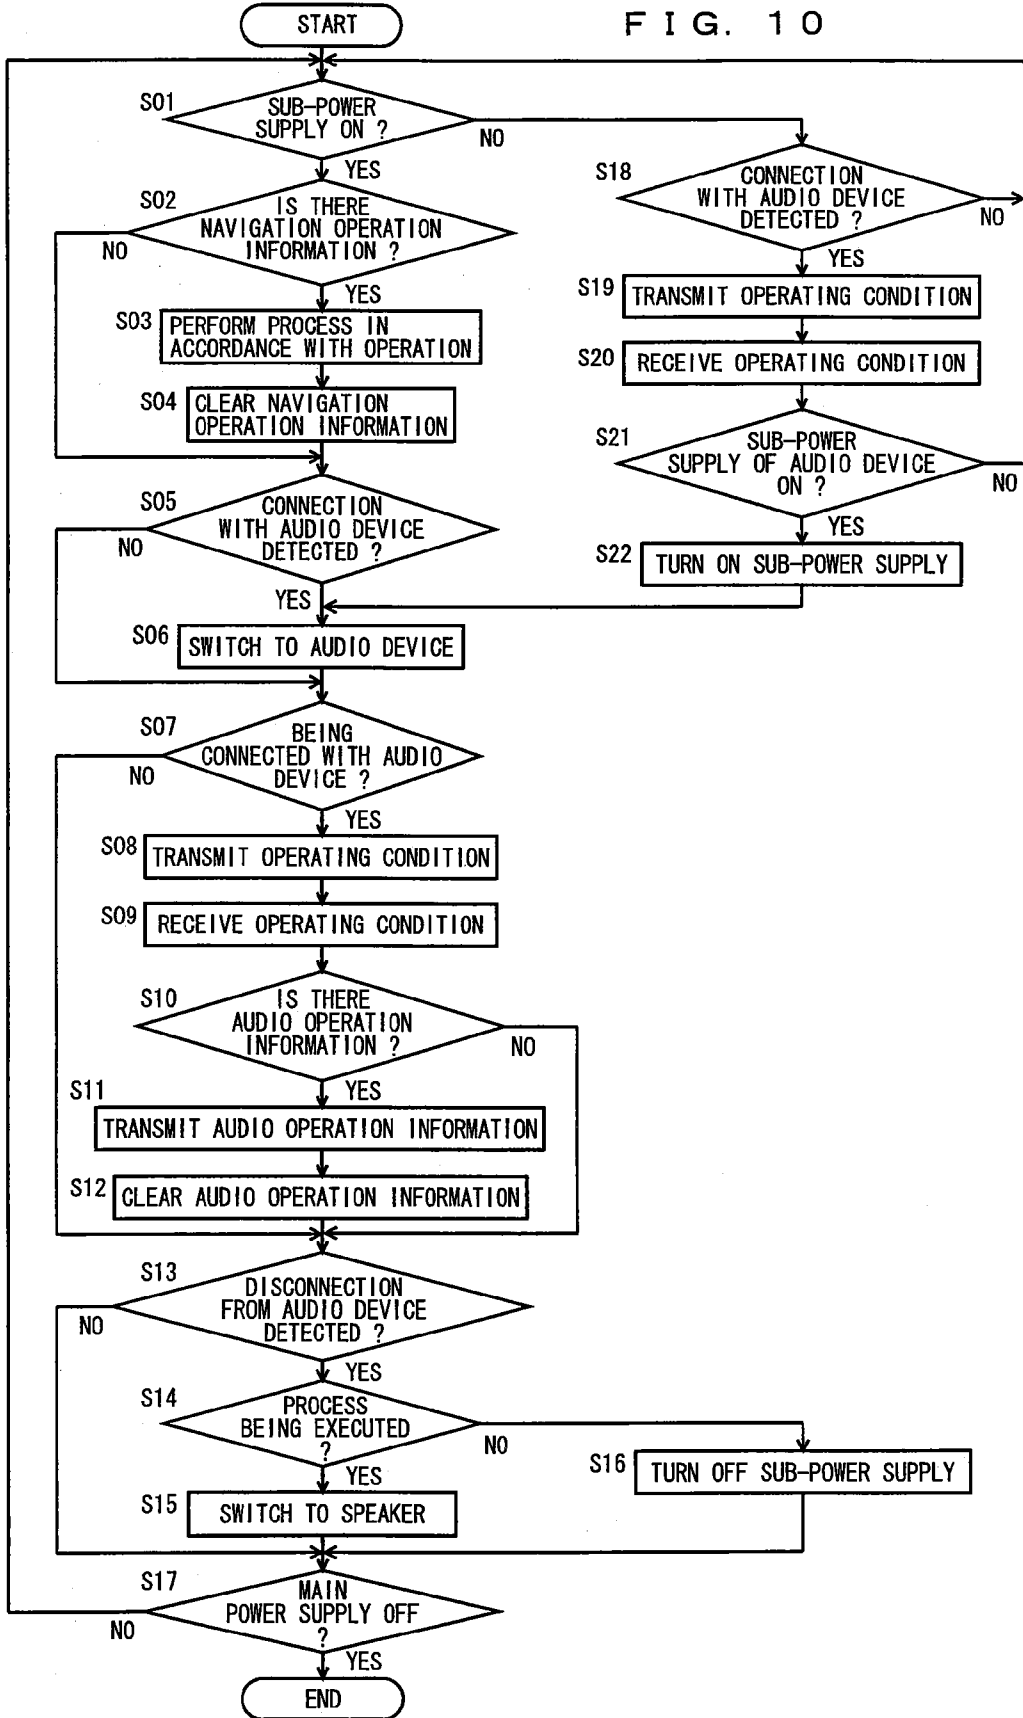 FIG. 10
START
S01
SUB-POWER
SUPPLY ON ?
NO
YES
S02
IS THERE
NAVIGATION OPERATION
INFORMATION ?
NO
YES
S03
PERFORM PROCESS IN
ACCORDANCE WITH OPERATION
S04
CLEAR NAVIGATION
OPERATION INFORMATION
S05
CONNECTION
WITH AUDIO DEVICE
DETECTED ?
NO
YES
S06
SWITCH TO AUDIO DEVICE
S07
BEING
CONNECTED WITH AUDIO
DEVICE ?
NO
YES
S08
TRANSMIT OPERATING CONDITION
S09
RECEIVE OPERATING CONDITION
S10
IS THERE
AUDIO OPERATION
INFORMATION ?
NO
YES
S11
TRANSMIT AUDIO OPERATION INFORMATION
S12
CLEAR AUDIO OPERATION INFORMATION
S13
DISCONNECTION
FROM AUDIO DEVICE
DETECTED ?
NO
YES
S14
PROCESS
BEING EXECUTED
?
NO
YES
S15
SWITCH TO SPEAKER
S16
TURN OFF SUB-POWER SUPPLY
S17
MAIN
POWER SUPPLY OFF
?
NO
YES
END
S18
CONNECTION
WITH AUDIO DEVICE
DETECTED ?
NO
YES
S19
TRANSMIT OPERATING CONDITION
S20
RECEIVE OPERATING CONDITION
S21
SUB-POWER
SUPPLY OF AUDIO DEVICE
ON ?
NO
YES
S22
TURN ON SUB-POWER SUPPLY